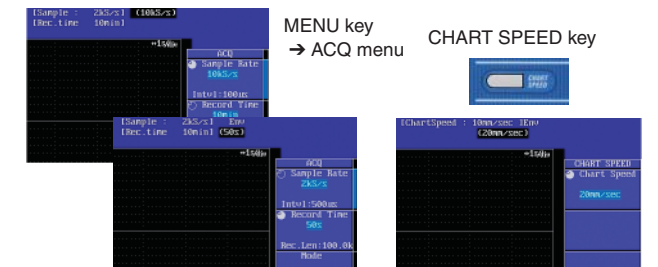 [Sample : 2kS/s] (10kS/s)
[Rec.time 10min]
ACQ
Sample Rate
10kS/s
Intvl:100us
Record Time
10min
MENU key
➔ ACQ menu
CHART SPEED key
CHART
SPEED
[Sample : 2kS/s] Env
[Rec.time 10min] (50s)
ACQ
Sample Rate
2kS/s
Intvl:500us
Record Time
50s
Rec.Len:100.0k
Mode
[ChartSpeed : 10mm/sec ]Env
(20mm/sec)
CHART SPEED
Chart Speed
20mm/sec